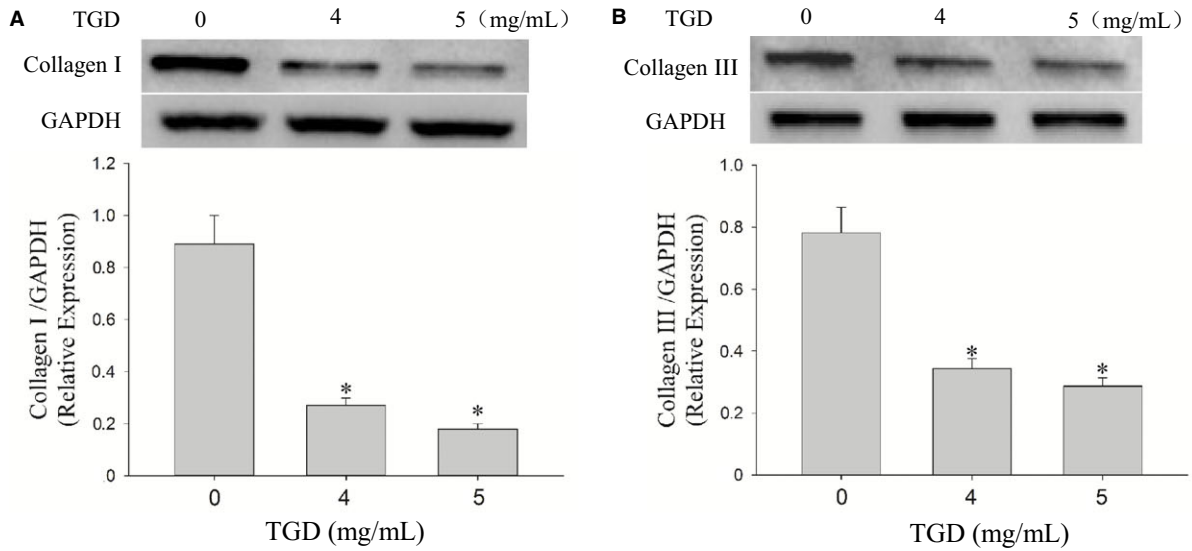 A TGD 0 4 5（mg/mL）
Collagen I
GAPDH
1.2
1.0
0.8
0.6
0.4
0.2
.0
Collagen I /GAPDH
(Relative Expression)
*
*
0 4 5
TGD (mg/mL)
B TGD 0 4 5（mg/mL）
Collagen III
GAPDH
1.0
0.8
0.6
0.4
0.2
0
Collagen III /GAPDH
(Relative Expression)
*
*
0 4 5
TGD (mg/mL)